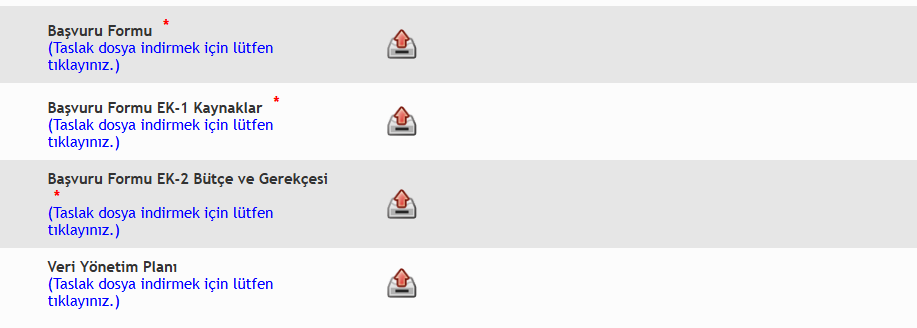 Başvuru Formu *
(Taslak dosya indirmek için lütfen
tıklayınız.)
Başvuru Formu EK-1 Kaynaklar *
(Taslak dosya indirmek için lütfen
tıklayınız.)
Başvuru Formu EK-2 Bütçe ve Gerekçesi
*
(Taslak dosya indirmek için lütfen
tıklayınız.)
Veri Yönetim Planı
(Taslak dosya indirmek için lütfen
tıklayınız.)